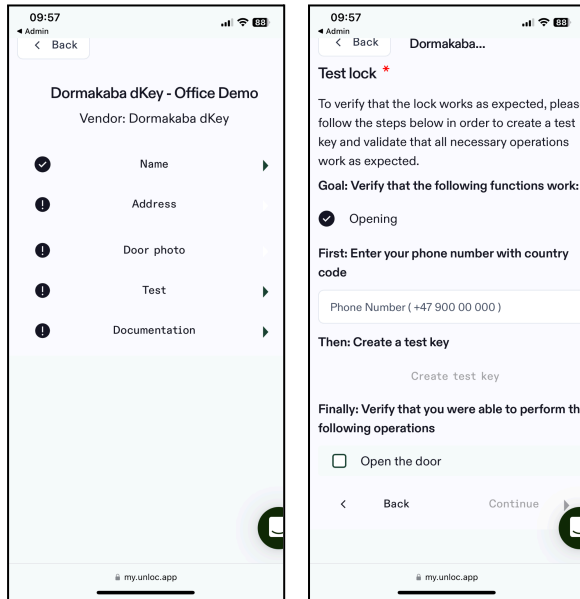 09:57
88
◀ Admin
< Back
Dormakaba dKey - Office Demo
Vendor: Dormakaba dKey
Name
Address
Door photo
Test
Documentation
my.unloc.app
09:57
88
◀ Admin
< Back
Dormakaba...
Test lock *
To verify that the lock works as expected, pleas
follow the steps below in order to create a test
key and validate that all necessary operations
work as expected.
Goal: Verify that the following functions work:
Opening
First: Enter your phone number with country
code
Phone Number ( +47 900 00 000 )
Then: Create a test key
Create test key
Finally: Verify that you were able to perform th
following operations
Open the door
< Back
Continue
my.unloc.app